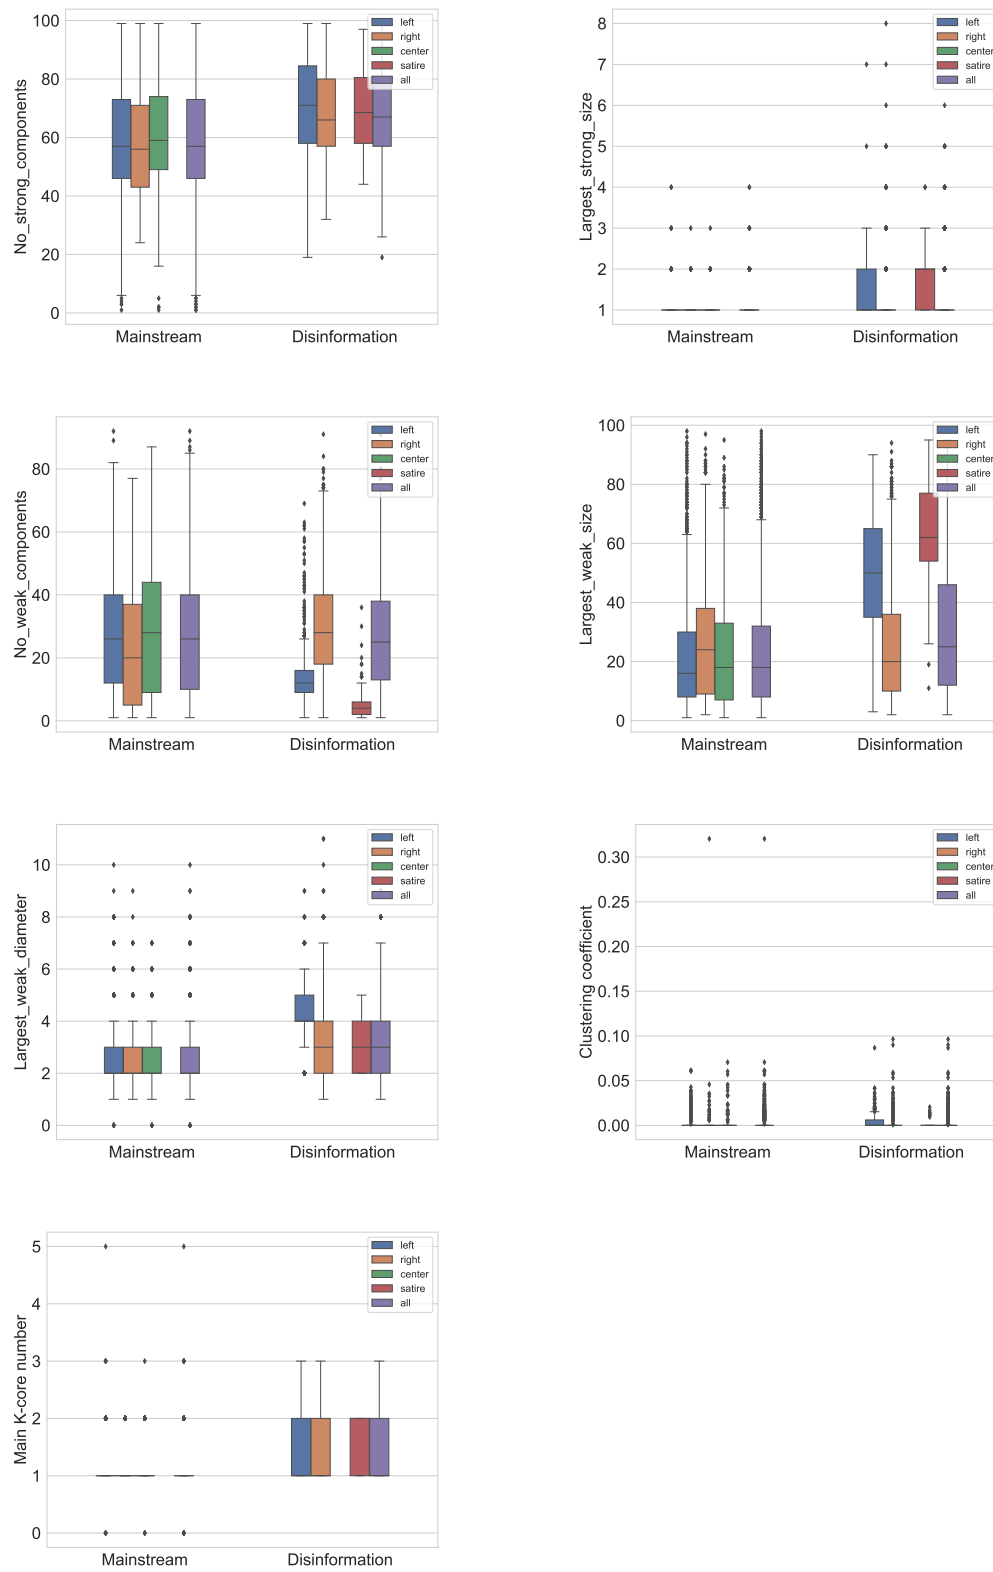 No_strong_components
100
80
60
40
20
0
Mainstream Disinformation
left
right
center
satire
all
Largest_strong_size
8
7
6
5
4
3
2
1
Mainstream Disinformation
left
right
center
satire
all
No_weak_components
80
60
40
20
0
Mainstream Disinformation
left
right
center
satire
all
Largest_weak_size
100
80
60
40
20
0
Mainstream Disinformation
left
right
center
satire
all
Largest_weak_diameter
10
8
6
4
2
0
Mainstream Disinformation
left
right
center
satire
all
Clustering coefficient
0.30
0.25
0.20
0.15
0.10
0.05
0.00
Mainstream Disinformation
left
right
center
satire
all
Main K-core number
5
4
3
2
1
0
Mainstream Disinformation
left
right
center
satire
all